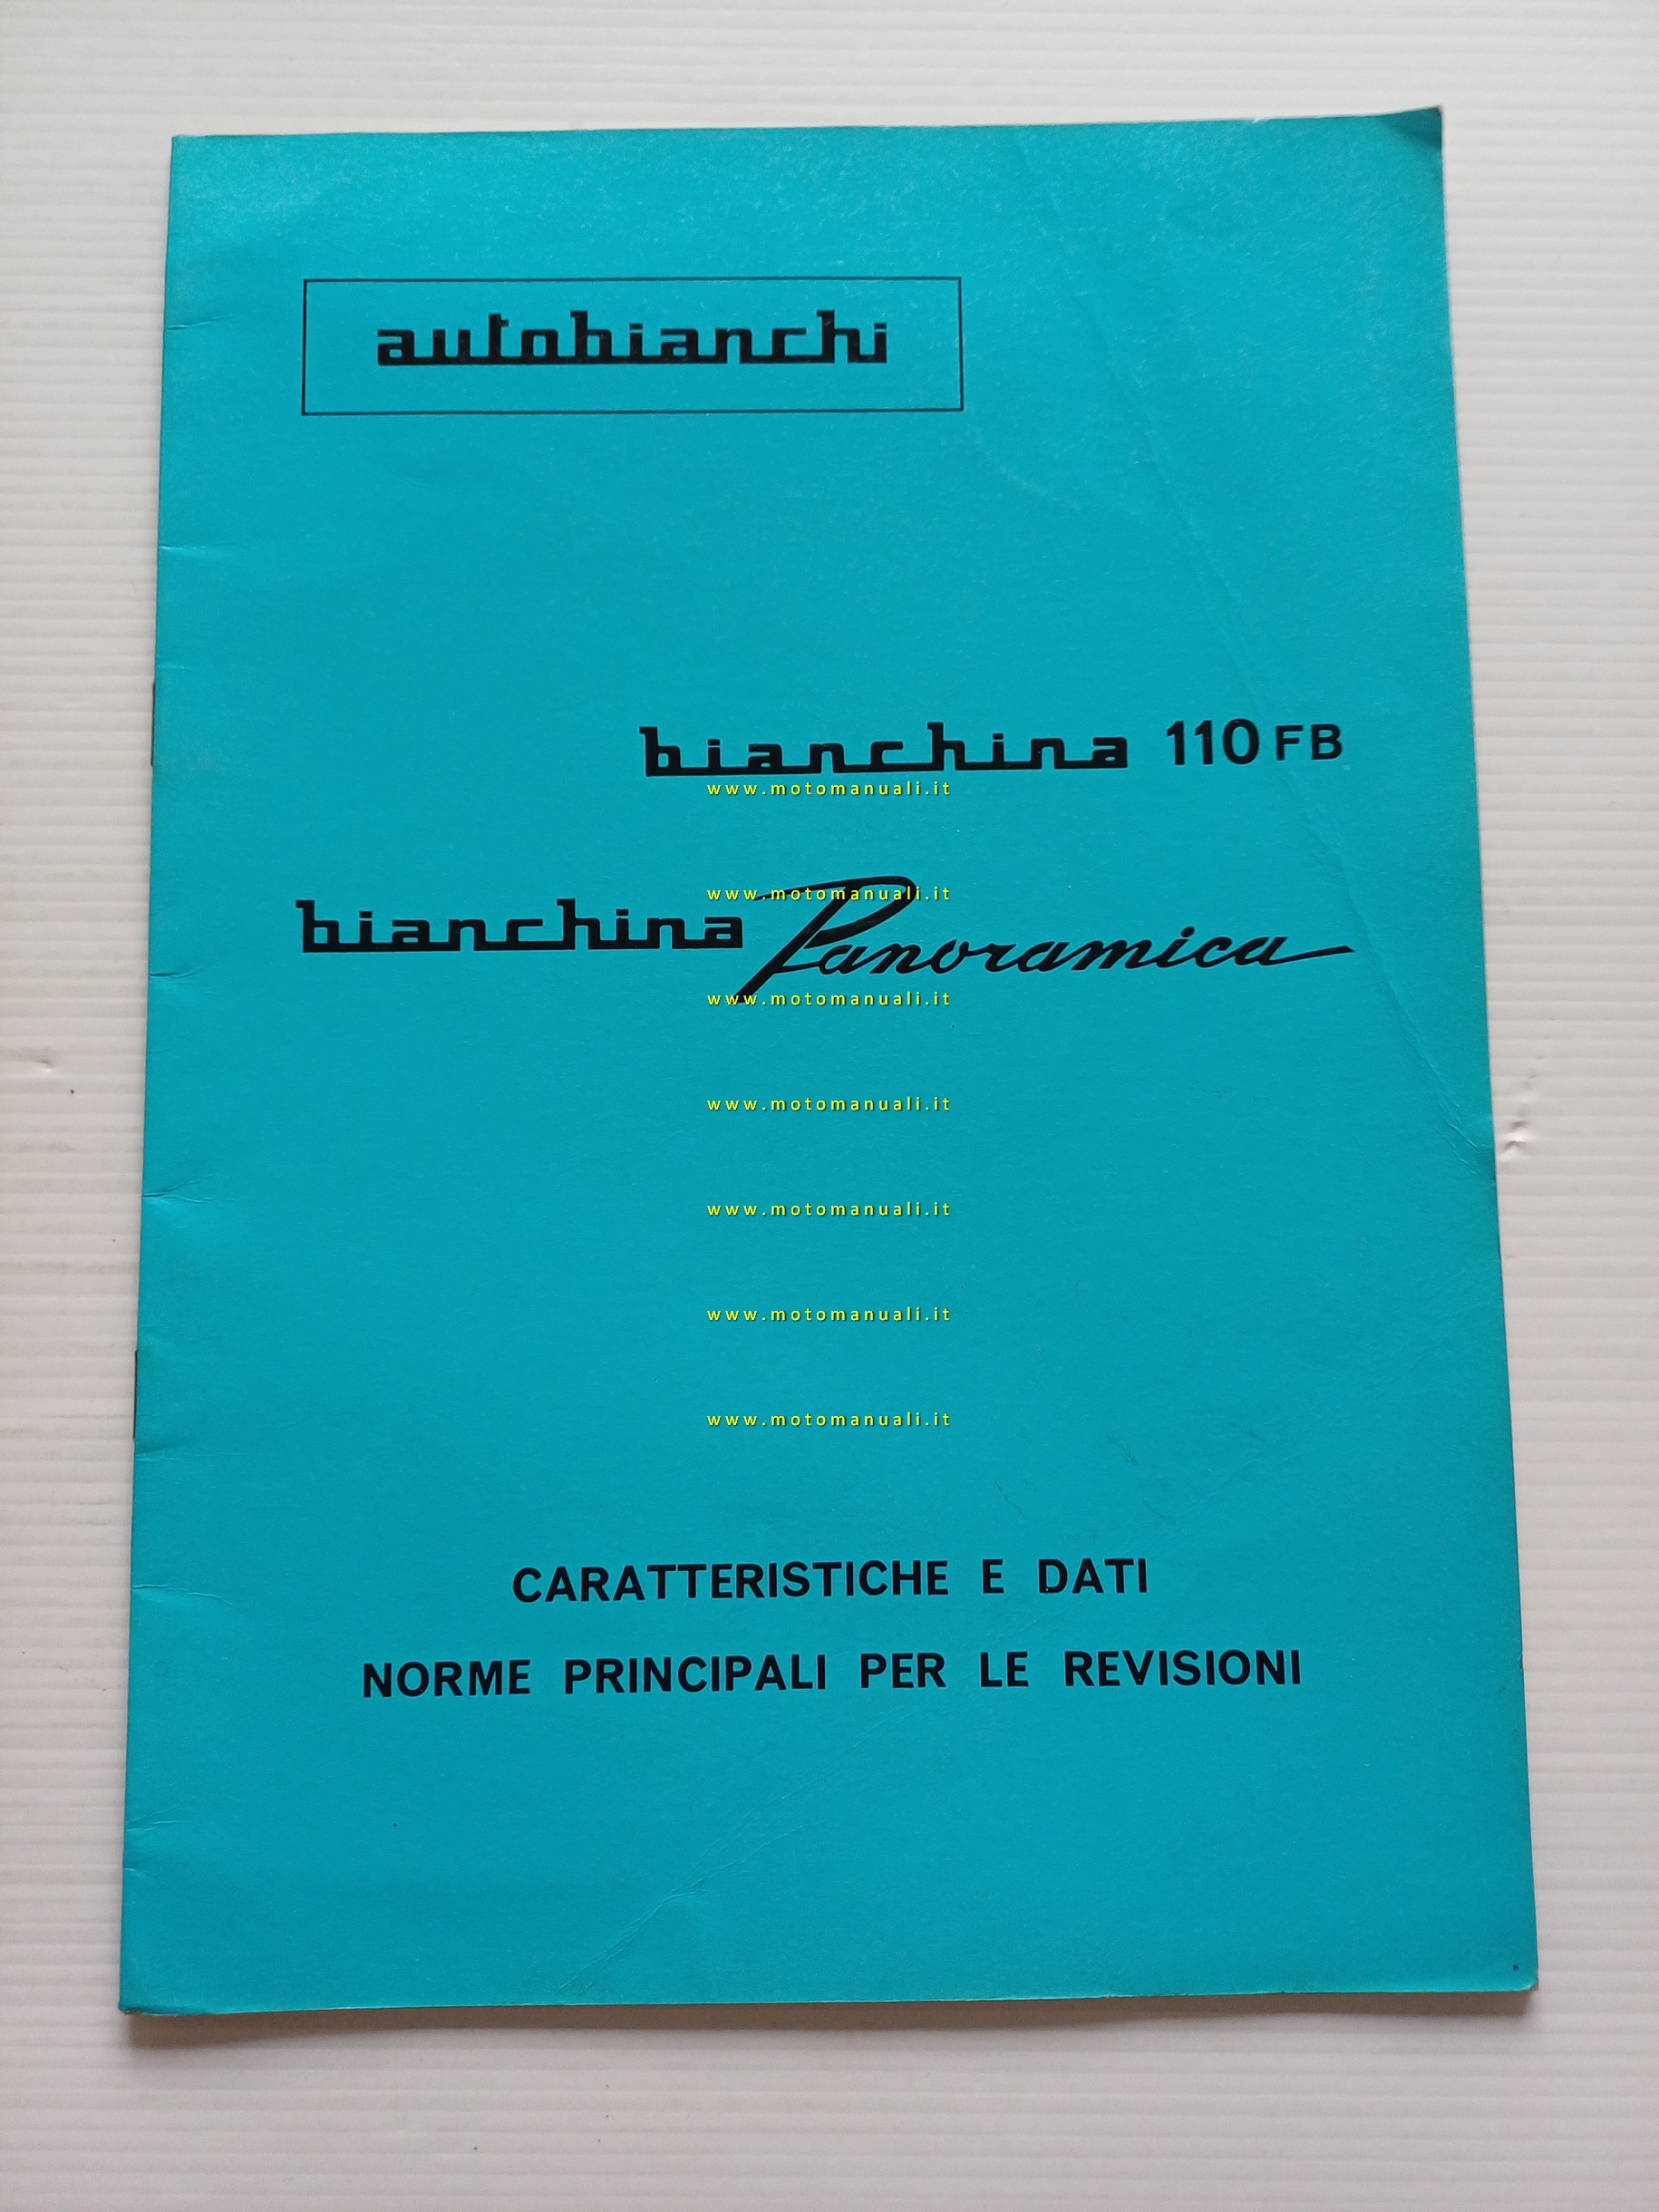 autobianchi
bianchina 110 FB
www.motomanuali.it
www.motomanuali.it
bianchina Panoramica
www.motomanuali.it
www.motomanuali.it
www.motomanuali.it
www.motomanuali.it
www.motomanuali.it
CARATTERISTICHE E DATI
NORME PRINCIPALI PER LE REVISIONI